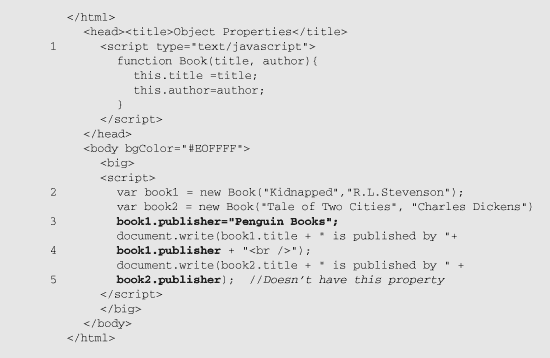 </html>
<head><title>Object Properties</title>
1 <script type="text/javascript">
function Book(title, author){
this.title =title;
this.author=author;
}
</script>
</head>
<body bgColor="#EOFFFF">
<big>
<script>
2 var book1 = new Book("Kidnapped","R.L.Stevenson");
var book2 = new Book("Tale of Two Cities", "Charles Dickens")
3 book1.publisher="Penguin Books";
document.write(book1.title + " is published by "+
4 book1.publisher + "<br />");
document.write(book2.title + " is published by " +
5 book2.publisher); //Doesn't have this property
</script>
</big>
</body>
</html>